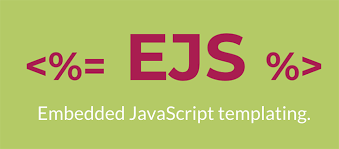 <%= EJS %>
Embedded JavaScript templating.